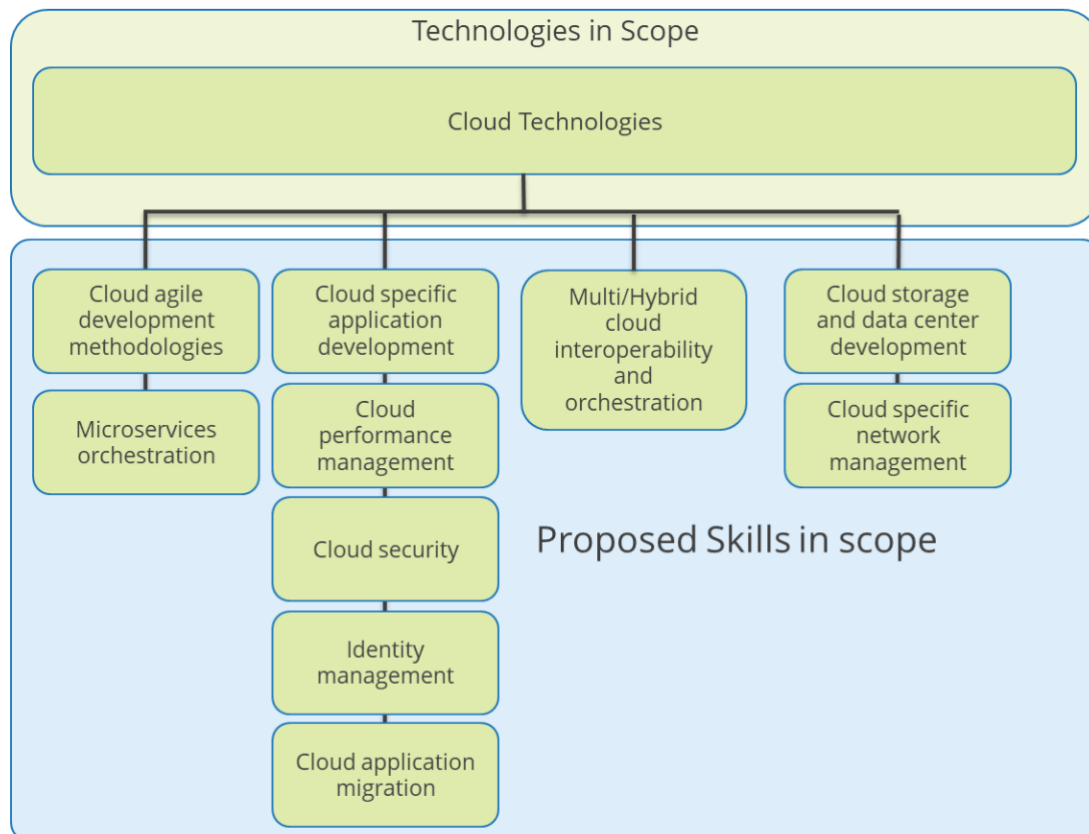 Technologies in Scope
Cloud Technologies
Cloud agile
development
methodologies
Microservices
orchestration
Cloud specific
application
development
Cloud
performance
management
Cloud security
Identity
management
Cloud application
migration
Multi/Hybrid
cloud
interoperability
and
orchestration
Cloud storage
and data center
development
Cloud specific
network
management
Proposed Skills in scope